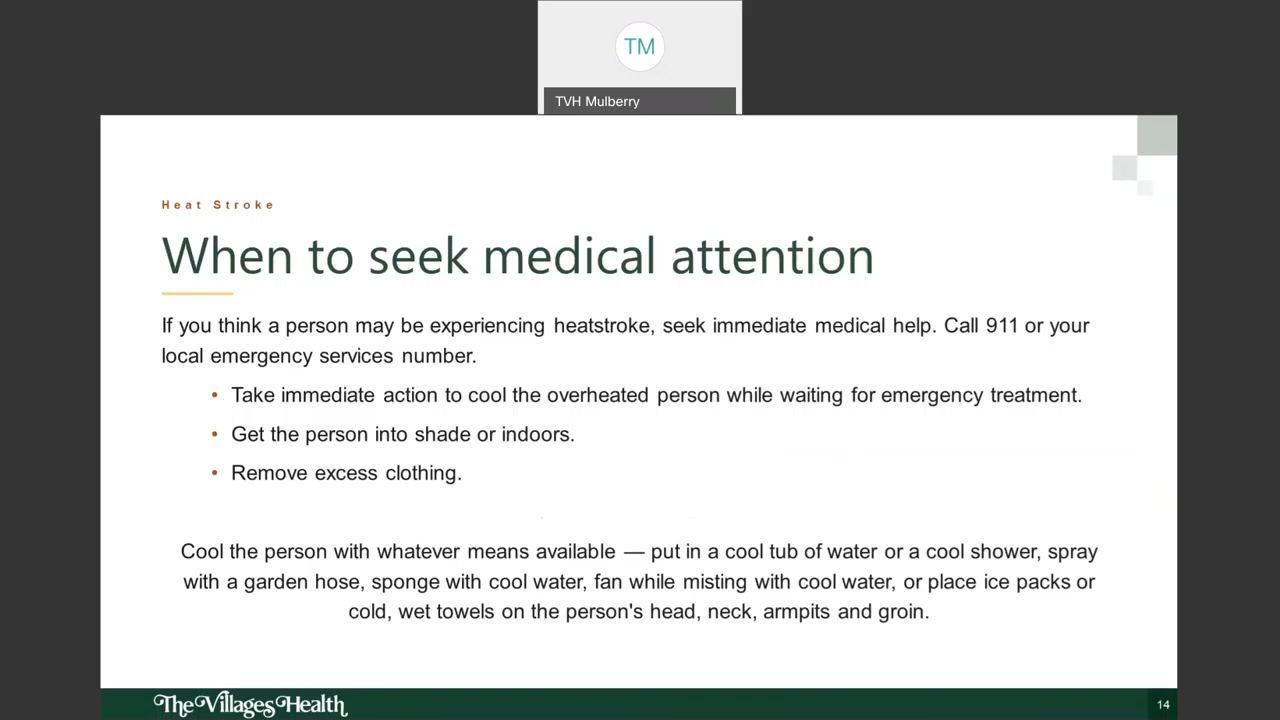 TM
TVH Mulberry
Heat Stroke
When to seek medical attention
If you think a person may be experiencing heatstroke, seek immediate medical help. Call 911 or your
local emergency services number.
• Take immediate action to cool the overheated person while waiting for emergency treatment.
• Get the person into shade or indoors.
• Remove excess clothing.
Cool the person with whatever means available — put in a cool tub of water or a cool shower, spray
with a garden hose, sponge with cool water, fan while misting with cool water, or place ice packs or
cold, wet towels on the person's head, neck, armpits and groin.
The Villages Health
14